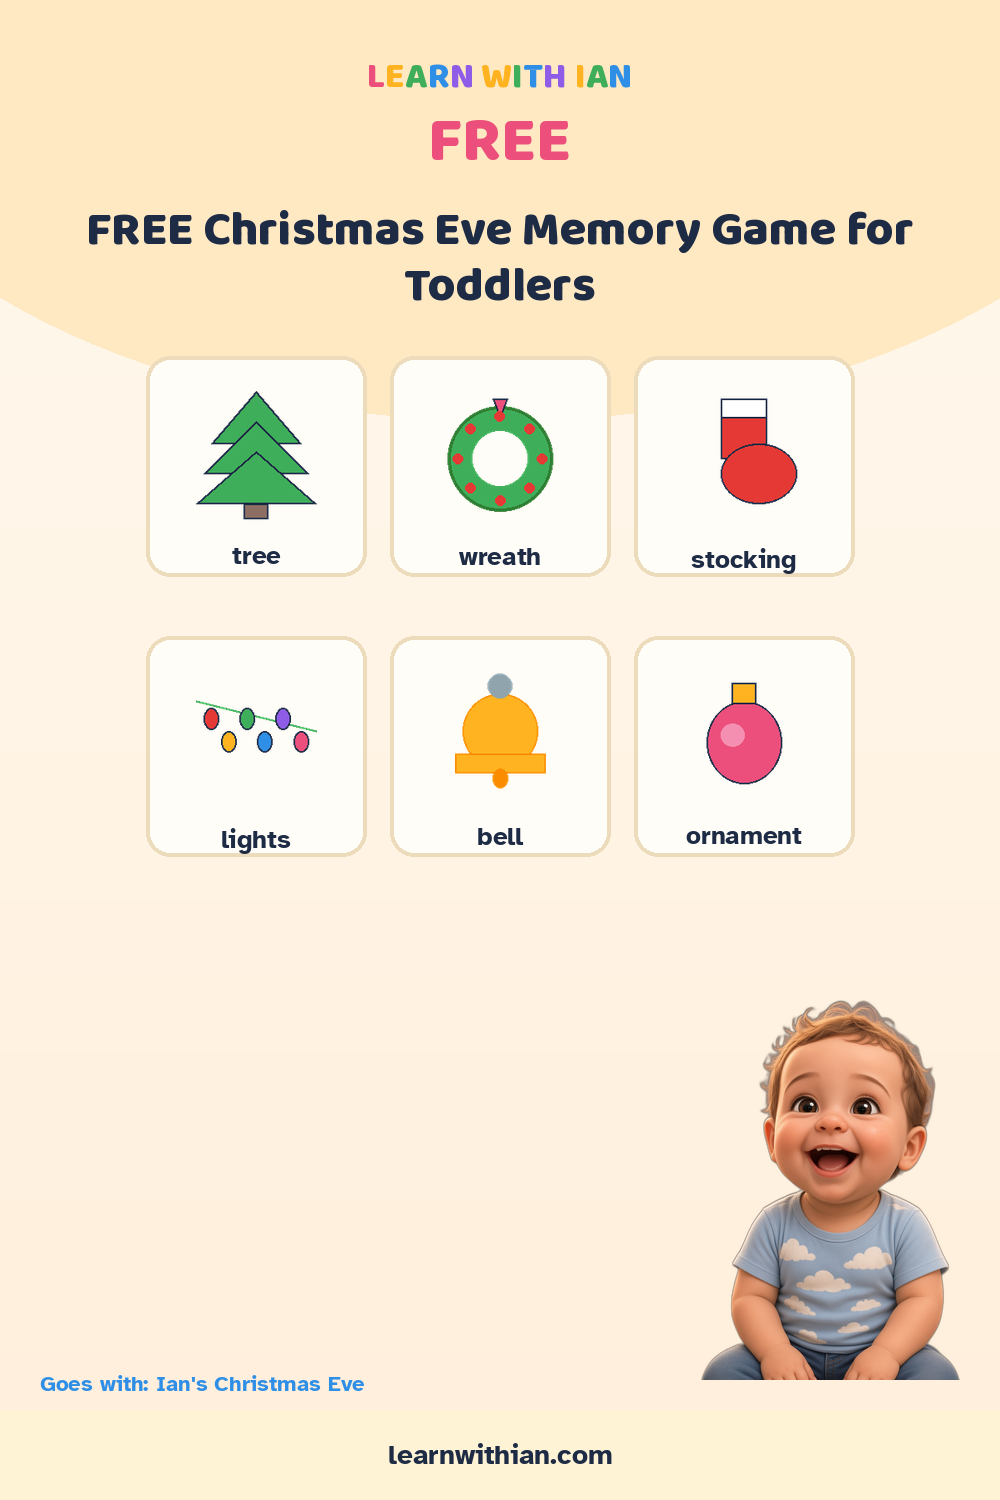 LEARN WITH IAN
FREE
FREE Christmas Eve Memory Game for
Toddlers
tree
wreath
stocking
lights
bell
ornament
Goes with: Ian's Christmas Eve
learnwithian.com